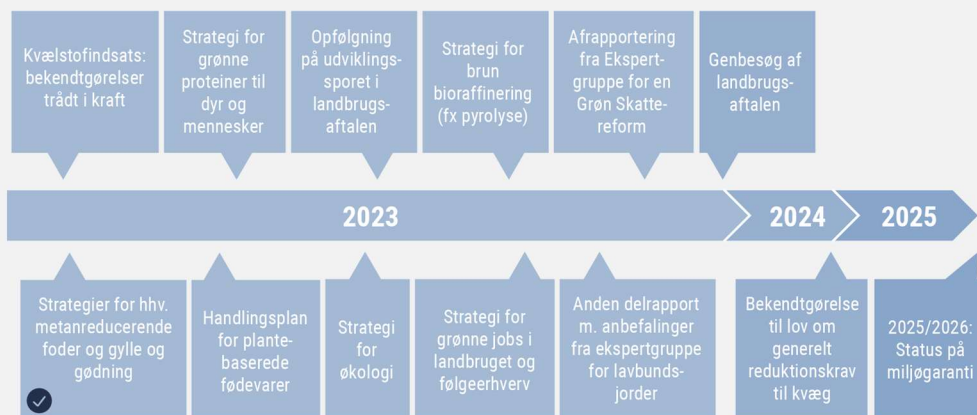 Kvælstofindsats:
bekendtgørelser
trådt i kraft
Strategi for
grønne
proteiner til
dyr og
mennesker
Opfølgning
på udviklings-
sporet i
landbrugs-
aftalen
Strategi for
brun
bioraffinering
(fx pyrolyse)
Afrapportering
fra Ekspert-
gruppe for en
Grøn Skatte-
reform
Genbesøg af
landbrugs-
aftalen
2023
2024
2025
Strategier for hhv.
metanreducerende
foder og gylle og
gødning
Handlingsplan
for plante-
baserede
fødevarer
Strategi
for
økologi
Strategi for
grønne jobs i
landbruget og
følgeerhverv
Anden delrapport
m. anbefalinger
fra ekspertgruppe
for lavbunds-
jorder
Bekendtgørelse
til lov om
generelt
reduktionskrav
til kvæg
2025/2026:
Status på
miljøgaranti